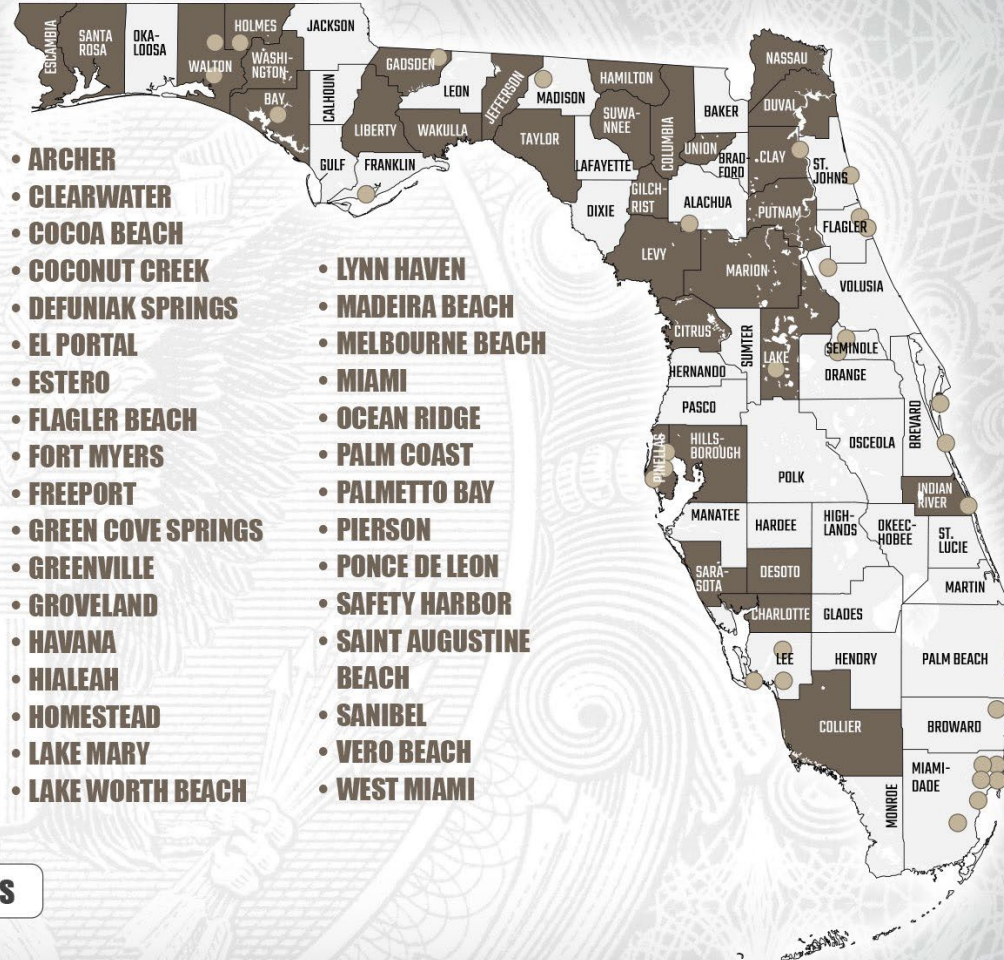 • ARCHER
• CLEARWATER
• COCOA BEACH
• COCONUT CREEK
• DEFUNIAK SPRINGS
• EL PORTAL
• ESTERO
• FLAGLER BEACH
• FORT MYERS
• FREEPORT
• GREEN COVE SPRINGS
• GREENVILLE
• GROVELAND
• HAVANA
• HIALEAH
• HOMESTEAD
• LAKE MARY
• LAKE WORTH BEACH
• LYNN HAVEN
• MADEIRA BEACH
• MELBOURNE BEACH
• MIAMI
• OCEAN RIDGE
• PALM COAST
• PALMETTO BAY
• PIERSON
• PONCE DE LEON
• SAFETY HARBOR
• SAINT AUGUSTINE
BEACH
• SANIBEL
• VERO BEACH
• WEST MIAMI
S
ESCAMBIA
SANTA
ROSA
OKA-
LOOSA
WALTON
HOLMES
WASHI-
NGTON
BAY
JACKSON
CALHOUN
GULF
GADSDEN
LIBERTY
FRANKLIN
LEON
WAKULLA
JEFFERSON
MADISON
TAYLOR
HAMILTON
SUWA-
NNEE
LAFAYETTE
DIXIE
COLUMBIA
GILCH-
RIST
BAKER
UNION
BRAD-
FORD
ALACHUA
LEVY
NASSAU
DUVAL
CLAY
ST.
JOHNS
PUTNAM
FLAGLER
MARION
VOLUSIA
CITRUS
SUMTER
LAKE
SEMINOLE
HERNANDO
ORANGE
PASCO
PINELLAS
HILLS-
BOROUGH
POLK
OSCEOLA
BREVARD
INDIAN
RIVER
MANATEE
HARDEE
HIGH-
LANDS
OKEEC-
HOBEE
ST.
LUCIE
SARA-
SOTA
DESOTO
MARTIN
CHARLOTTE
GLADES
LEE
HENDRY
PALM BEACH
COLLIER
BROWARD
MONROE
MIAMI-
DADE